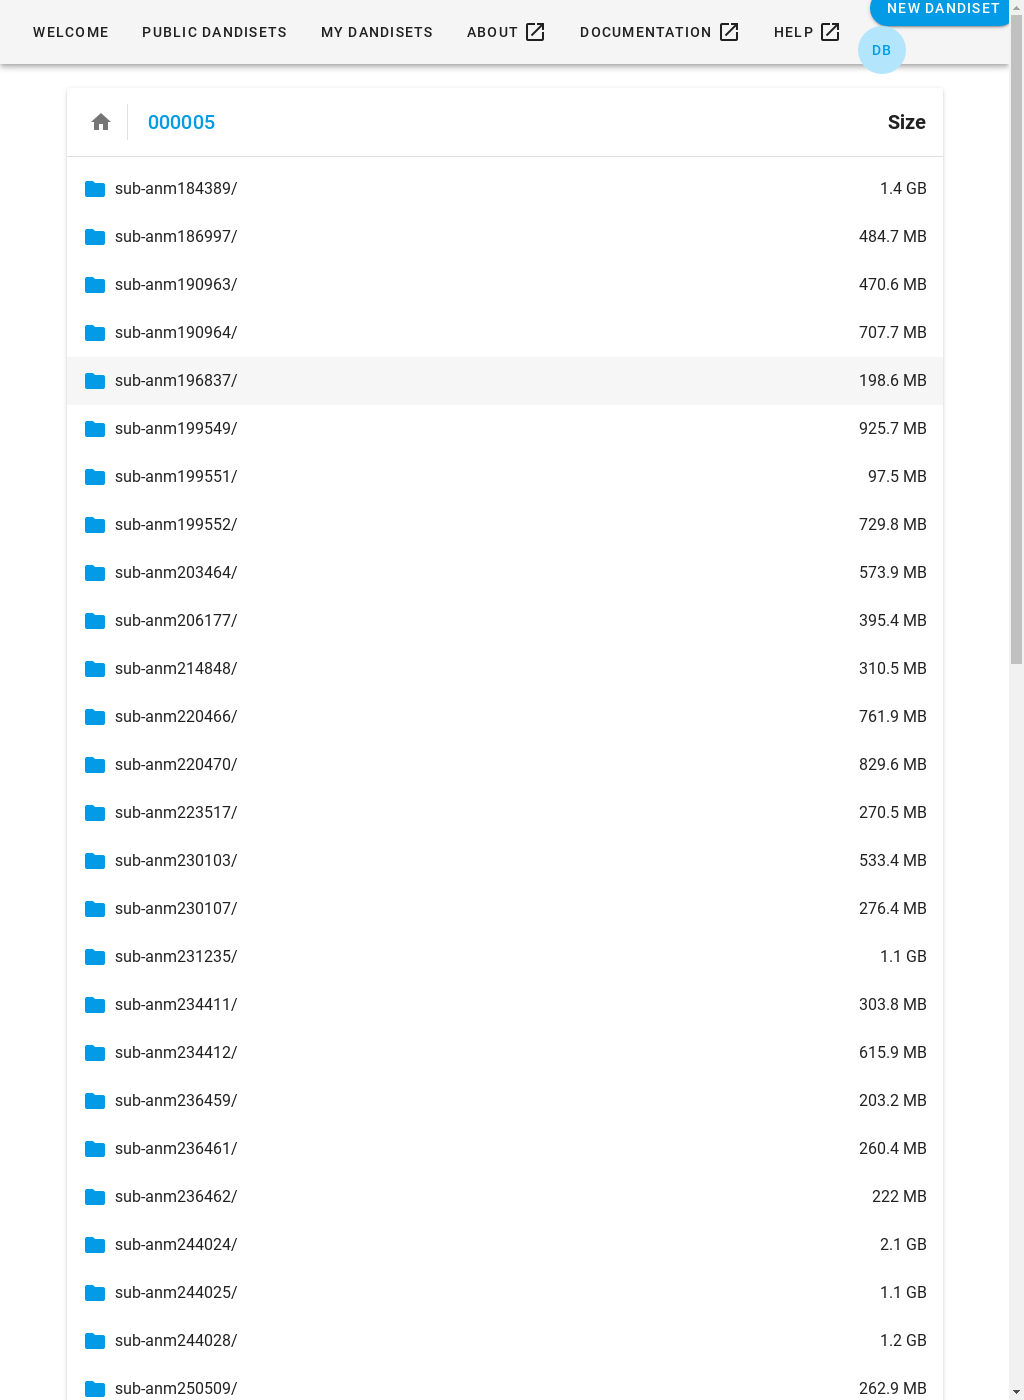 WELCOME PUBLIC DANDISETS MY DANDISETS ABOUT DOCUMENTATION HELP NEW DANDISET
DB
000005 Size
sub-anm184389/ 1.4 GB
sub-anm186997/ 484.7 MB
sub-anm190963/ 470.6 MB
sub-anm190964/ 707.7 MB
sub-anm196837/ 198.6 MB
sub-anm199549/ 925.7 MB
sub-anm199551/ 97.5 MB
sub-anm199552/ 729.8 MB
sub-anm203464/ 573.9 MB
sub-anm206177/ 395.4 MB
sub-anm214848/ 310.5 MB
sub-anm220466/ 761.9 MB
sub-anm220470/ 829.6 MB
sub-anm223517/ 270.5 MB
sub-anm230103/ 533.4 MB
sub-anm230107/ 276.4 MB
sub-anm231235/ 1.1 GB
sub-anm234411/ 303.8 MB
sub-anm234412/ 615.9 MB
sub-anm236459/ 203.2 MB
sub-anm236461/ 260.4 MB
sub-anm236462/ 222 MB
sub-anm244024/ 2.1 GB
sub-anm244025/ 1.1 GB
sub-anm244028/ 1.2 GB
sub-anm250509/ 262.9 MB